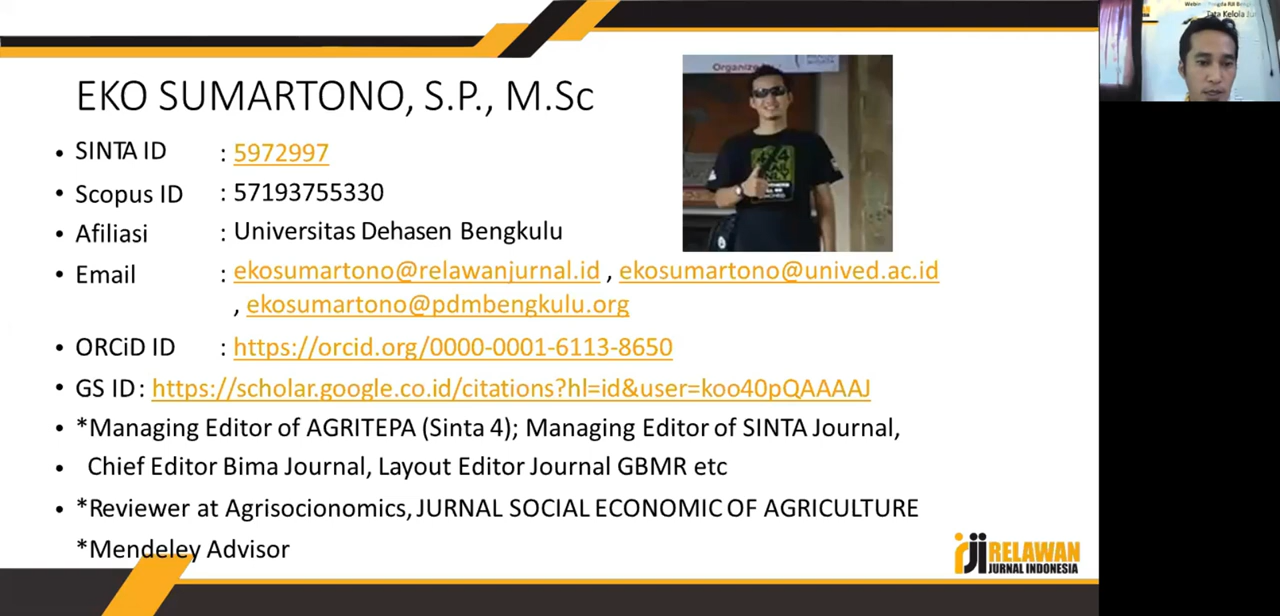 EKO SUMARTONO, S.P., M.Sc
• SINTA ID : 5972997
• Scopus ID : 57193755330
• Afiliasi : Universitas Dehasen Bengkulu
• Email : ekosumartono@relawanjurnal.id , ekosumartono@unived.ac.id
, ekosumartono@pdmbengkulu.org
• ORCiD ID : https://orcid.org/0000-0001-6113-8650
• GS ID : https://scholar.google.co.id/citations?hl=id&user=koo40pQAAAAJ
• *Managing Editor of AGRITEPA (Sinta 4); Managing Editor of SINTA Journal,
• Chief Editor Bima Journal, Layout Editor Journal GBMR etc
• *Reviewer at Agrisocionomics, JURNAL SOCIAL ECONOMIC OF AGRICULTURE
*Mendeley Advisor
rji RELAWAN
JURNAL INDONESIA
Tata Kelola